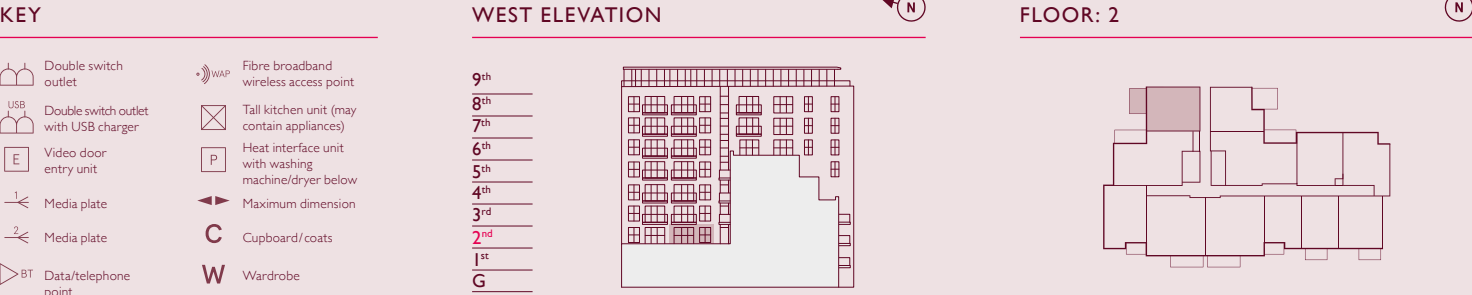 KEY
Double switch
outlet
USB
Double switch outlet
with USB charger
E
Video door
entry unit
1
Media plate
2
Media plate
BT
Data/telephone
point
WAP
Fibre broadband
wireless access point
Tall kitchen unit (may
contain appliances)
P
Heat interface unit
with washing
machine/dryer below
Maximum dimension
C
Cupboard/coats
W
Wardrobe
WEST ELEVATION
N
9th
8th
7th
6th
5th
4th
3rd
2nd
1st
G
FLOOR: 2
N